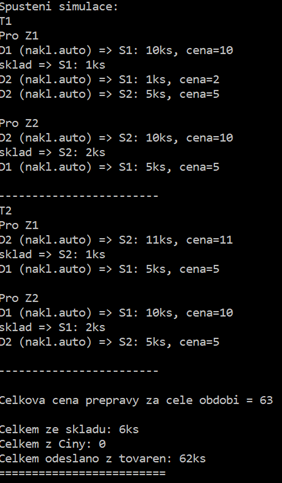 Spusteni simulace:
T1
Pro Z1
D1 (nakl.auto) => S1: 10ks, cena=10
sklad => S1: 1ks
D2 (nakl.auto) => S1: 1ks, cena=2
D2 (nakl.auto) => S2: 5ks, cena=5
Pro Z2
D2 (nakl.auto) => S2: 10ks, cena=10
sklad => S2: 2ks
D1 (nakl.auto) => S1: 5ks, cena=5
------------------------
T2
Pro Z1
D2 (nakl.auto) => S2: 11ks, cena=11
sklad => S2: 1ks
D1 (nakl.auto) => S1: 5ks, cena=5
Pro Z2
D1 (nakl.auto) => S1: 10ks, cena=10
sklad => S1: 2ks
D2 (nakl.auto) => S2: 5ks, cena=5
------------------------
Celkova cena prepravy za cele obdobi = 63
Celkem ze skladu: 6ks
Celkem z Ciny: 0
Celkem odeslano z tovaren: 62ks
=========================